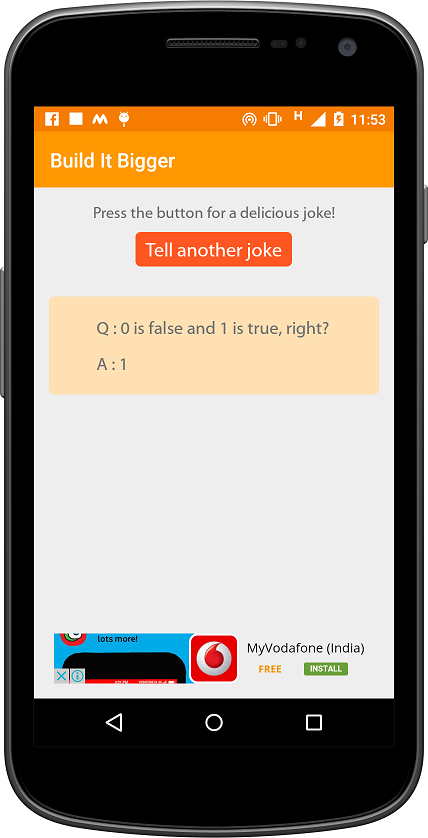 H 11:53
Build It Bigger
Press the button for a delicious joke!
Tell another joke
Q : 0 is false and 1 is true, right?
A : 1
lots more!
MyVodafone (India)
FREE INSTALL